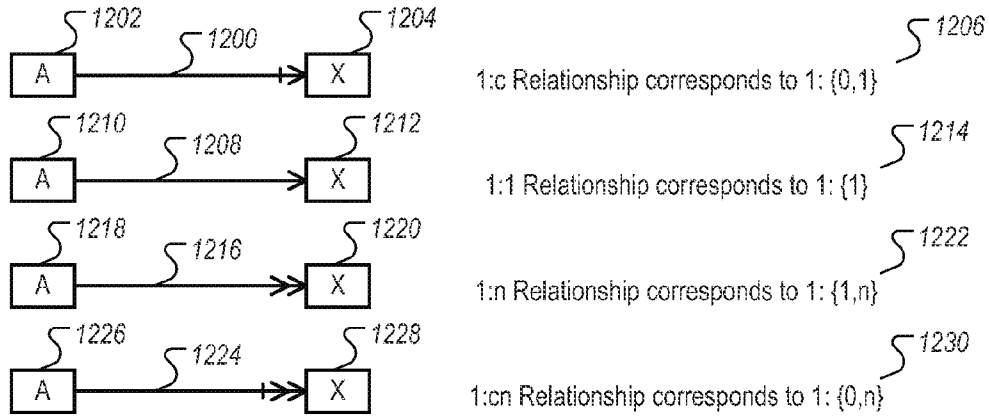 1202 1204
1200 1206
A X
1:c Relationship corresponds to 1: {0,1}
1210 1212
1208 1214
A X
1:1 Relationship corresponds to 1: {1}
1218 1220
1216 1222
A X
1:n Relationship corresponds to 1: {1,n}
1226 1228
1224 1230
A X
1:cn Relationship corresponds to 1: {0,n}